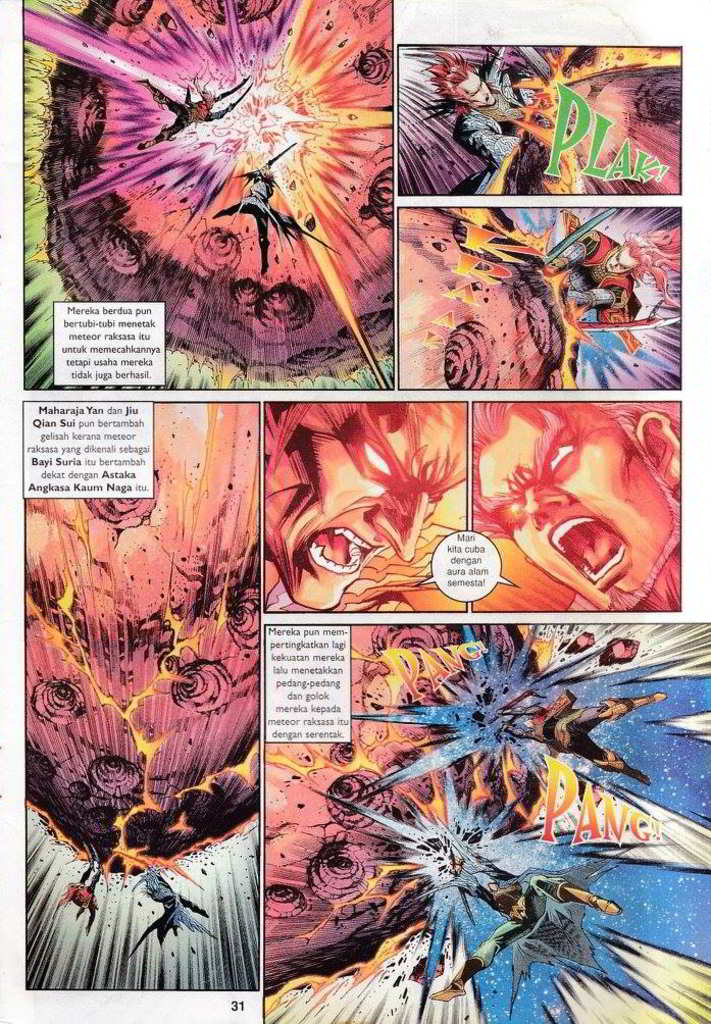 Mereka berdua pun
bertubi-tubi menetak
meteor raksasa itu
untuk memecahkannya
tetapi usaha mereka
tidak juga berhasil.
PLAK!
KRAK
Maharaja Yan dan Jiu
Qian Sui pun bertambah
gelisah kerana meteor
raksasa yang dikenali sebagai
Bayi Suria itu bertambah
dekat dengan Astaka
Angkasa Kaum Naga itu.
Mari
kita cuba
dengan
aura alam
semesta!
Mereka pun mem-
pertingkatkan lagi
kekuatan mereka
lalu menetakkan
pedang-pedang
dan golok
mereka kepada
meteor raksasa itu
dengan serentak.
PANG!
PANG!
31